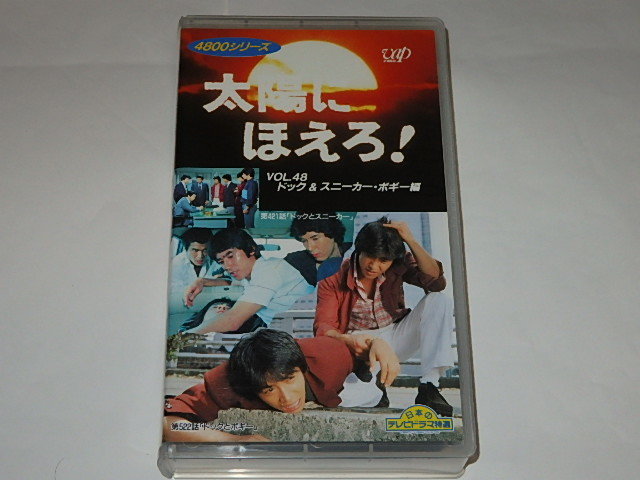 4800シリーズ
vap
太陽に
ほえろ!
VOL.48
ドック & スニーカー・ボギー編
第421話「ドックとスニーカー」
第522話「ドックとボギー」
日本の
テレビドラマ特選